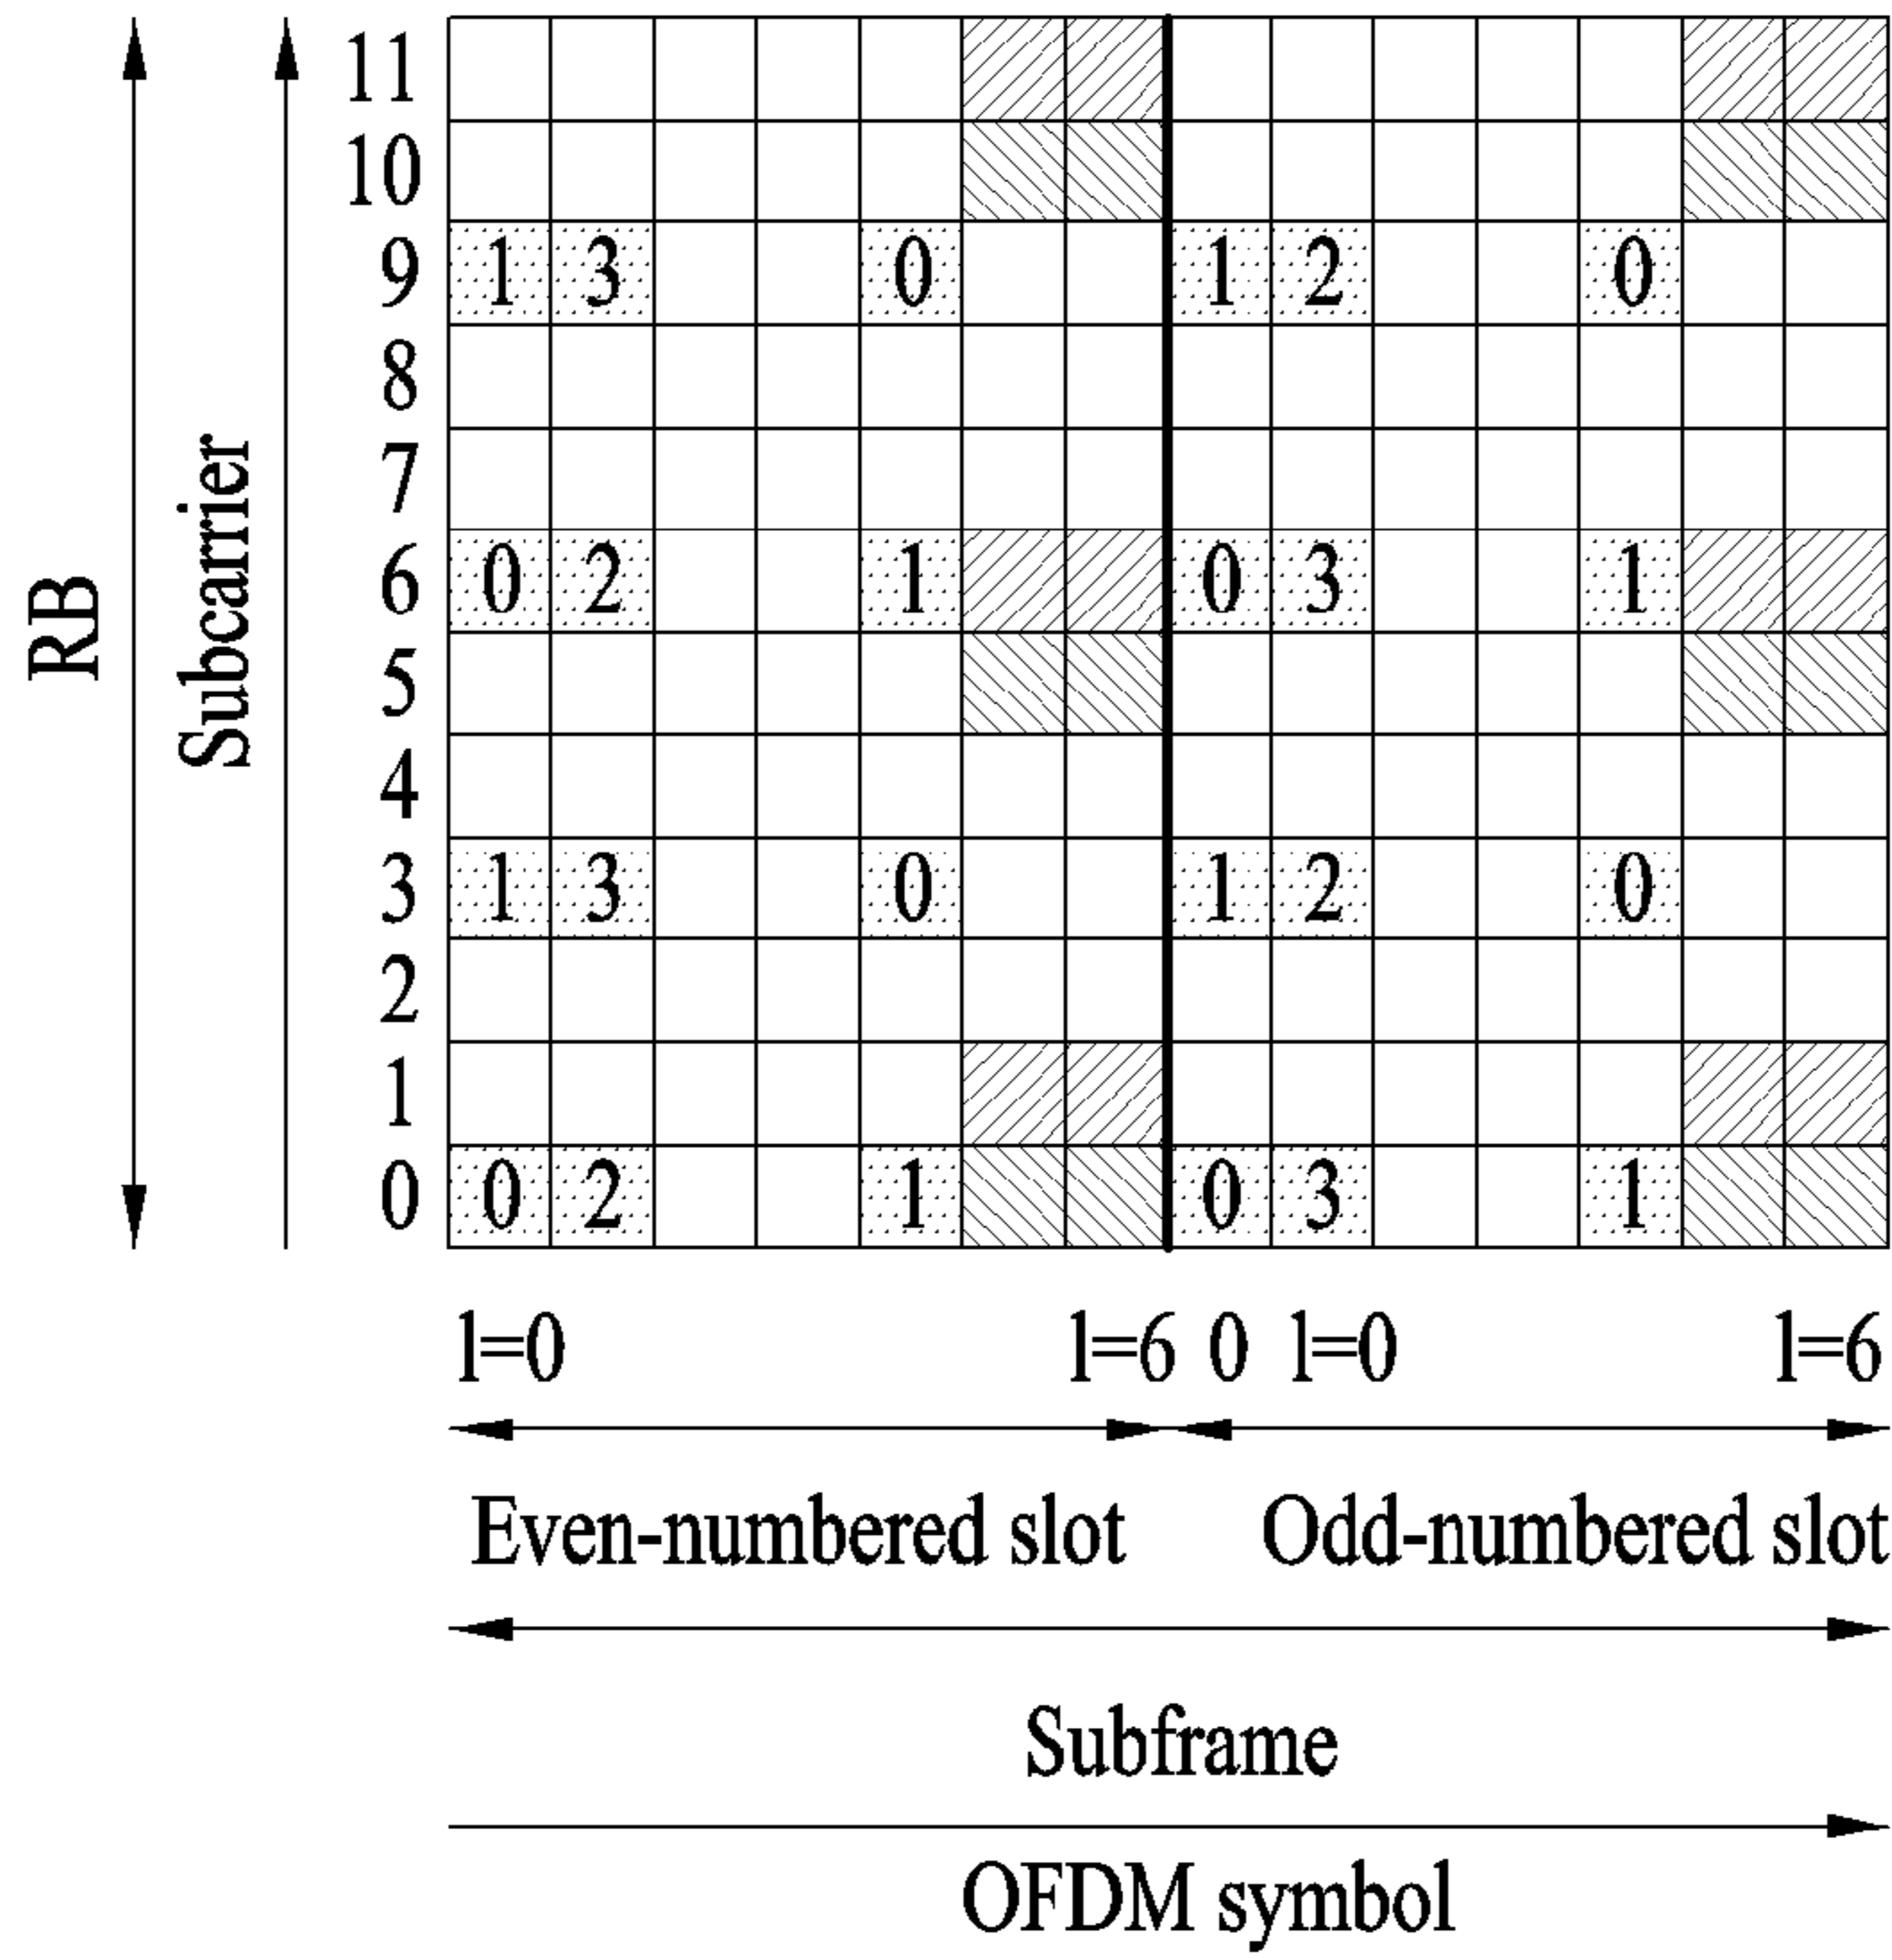 11
10
9 1 3 0 1 2 0
8
7
6 0 2 1 0 3 1
5
4
3 1 3 0 1 2 0
2
1
0 0 2 1 0 3 1
RB
Subcarrier
l=0 l=6 0 l=0 l=6
Even-numbered slot Odd-numbered slot
Subframe
OFDM symbol